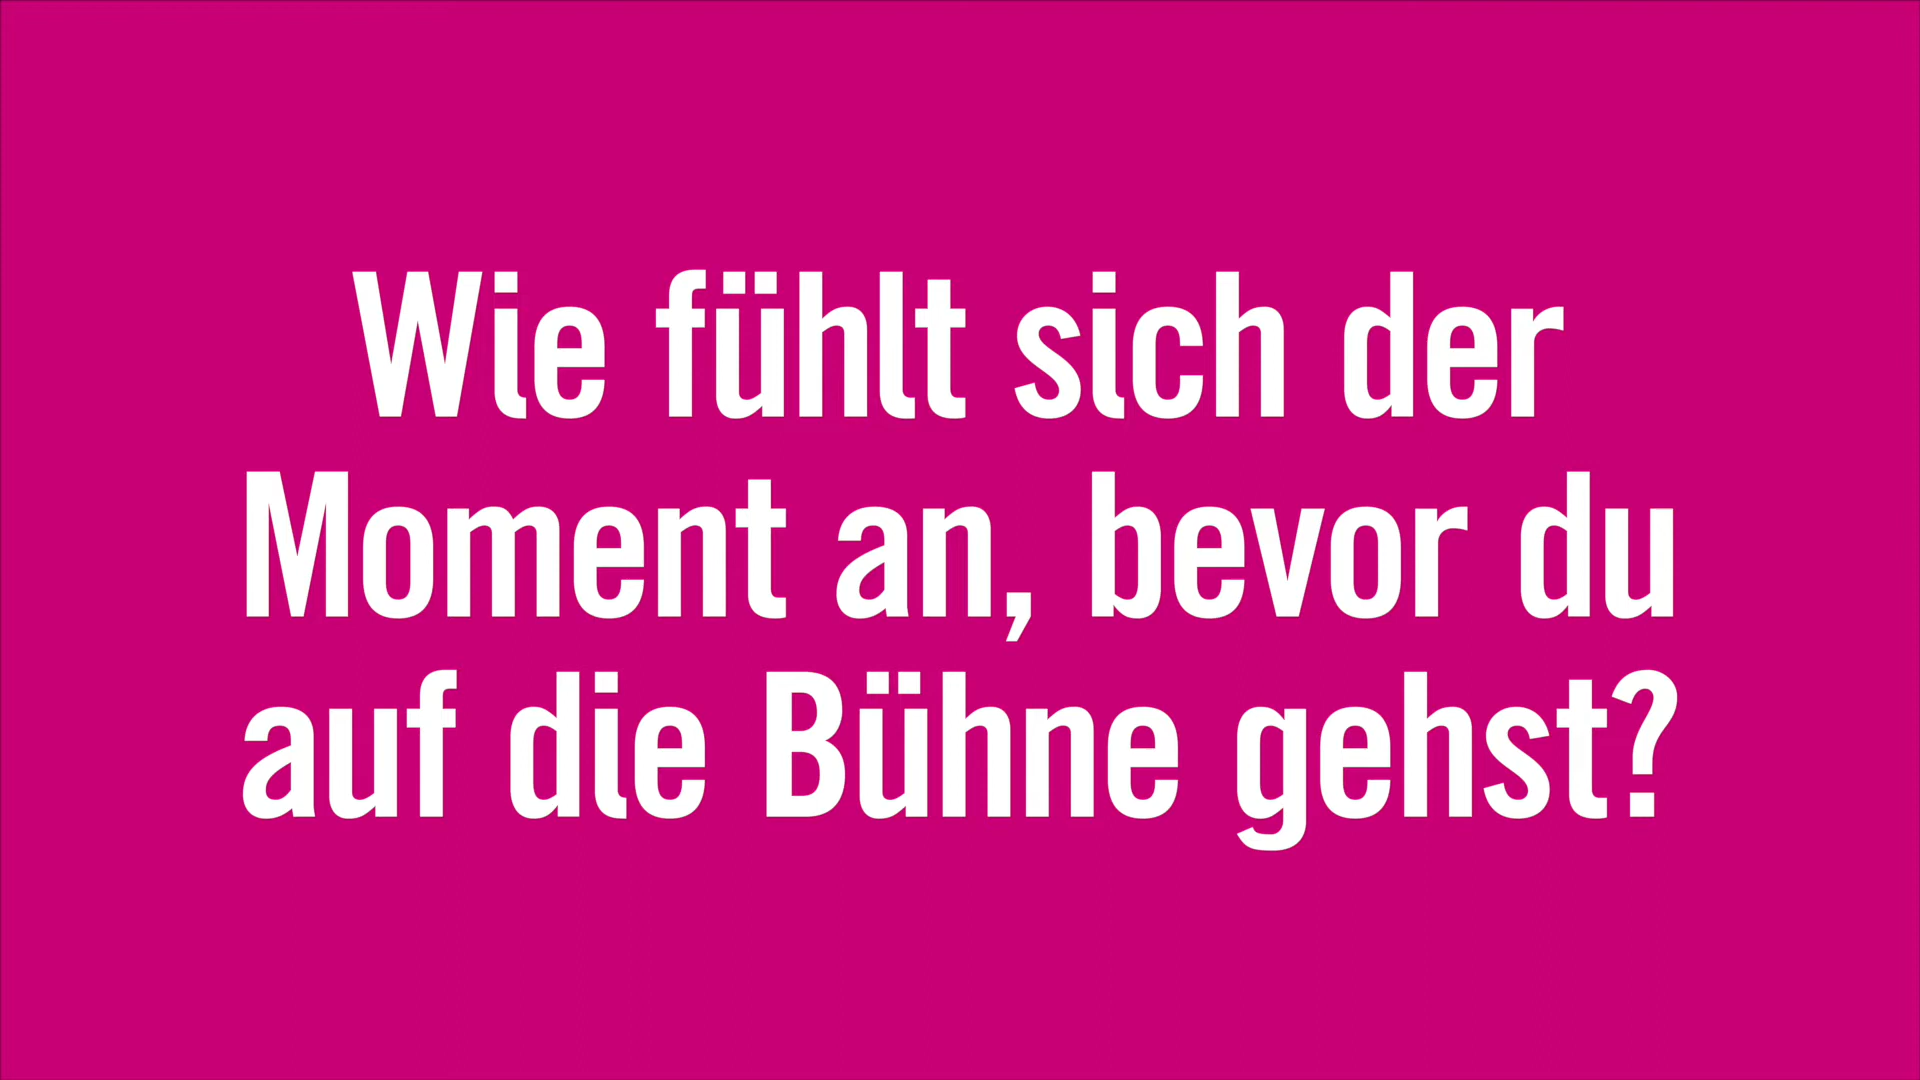 Wie fühlt sich der
Moment an, bevor du
auf die Bühne gehst?